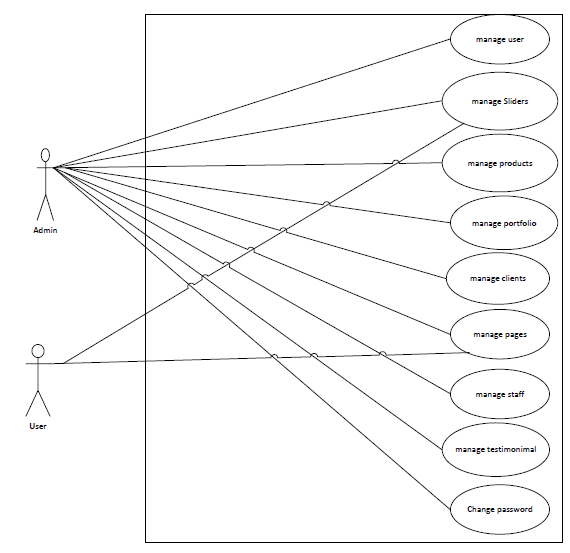 manage user
manage Sliders
manage products
manage portfolio
manage clients
manage pages
manage staff
manage testimonimal
Change password
Admin
User